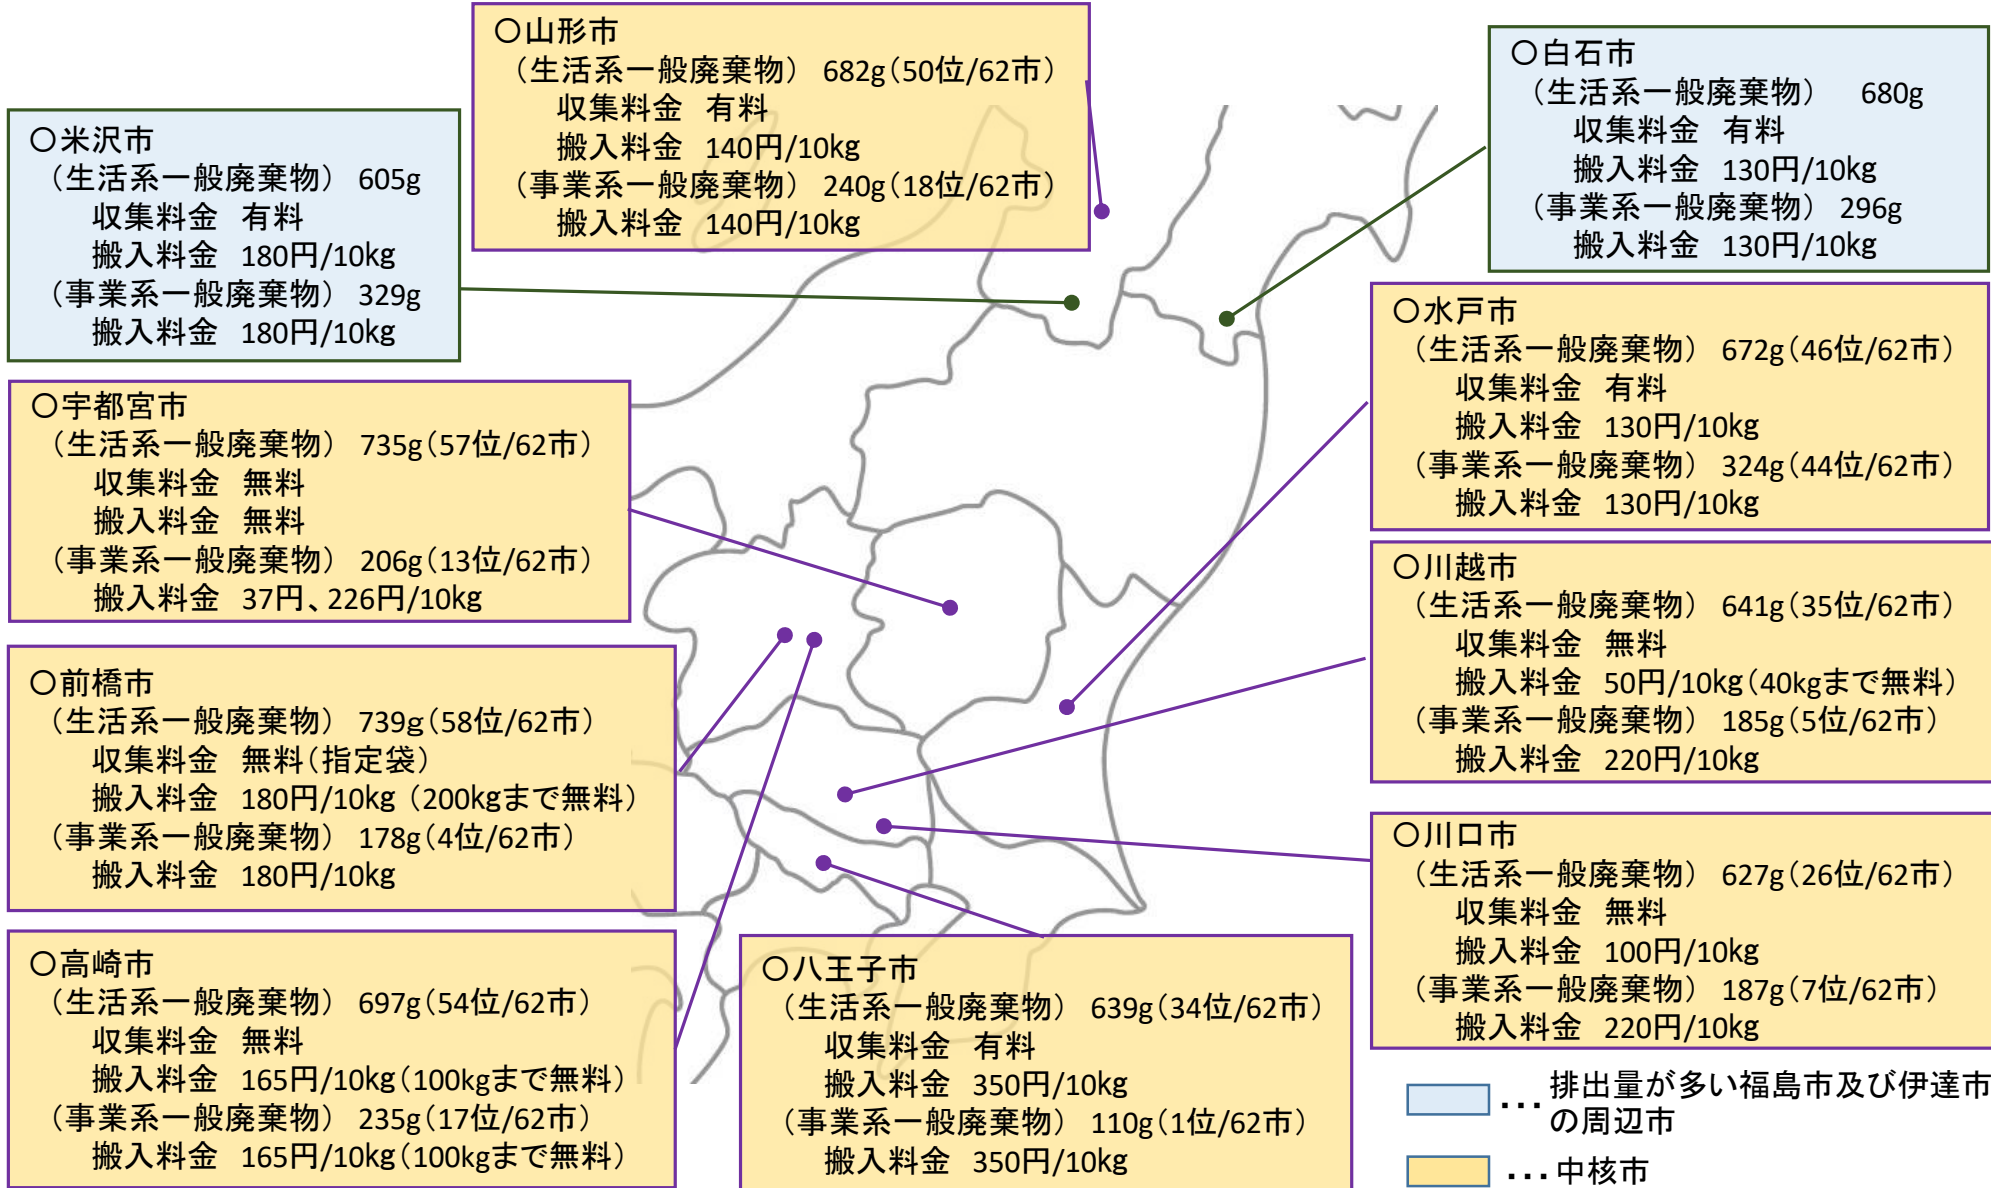 ○山形市
（生活系一般廃棄物） 682g（50位/62市）
収集料金 有料
搬入料金 140円/10kg
（事業系一般廃棄物） 240g（18位/62市）
搬入料金 140円/10kg
○白石市
（生活系一般廃棄物） 680g
収集料金 有料
搬入料金 130円/10kg
（事業系一般廃棄物） 296g
搬入料金 130円/10kg
○米沢市
（生活系一般廃棄物） 605g
収集料金 有料
搬入料金 180円/10kg
（事業系一般廃棄物） 329g
搬入料金 180円/10kg
○水戸市
（生活系一般廃棄物） 672g（46位/62市）
収集料金 有料
搬入料金 130円/10kg
（事業系一般廃棄物） 324g（44位/62市）
搬入料金 130円/10kg
○宇都宮市
（生活系一般廃棄物） 735g（57位/62市）
収集料金 無料
搬入料金 無料
（事業系一般廃棄物） 206g（13位/62市）
搬入料金 37円、226円/10kg
○川越市
（生活系一般廃棄物） 641g（35位/62市）
収集料金 無料
搬入料金 50円/10kg（40kgまで無料）
（事業系一般廃棄物） 185g（5位/62市）
搬入料金 220円/10kg
○前橋市
（生活系一般廃棄物） 739g（58位/62市）
収集料金 無料（指定袋）
搬入料金 180円/10kg （200kgまで無料）
（事業系一般廃棄物） 178g（4位/62市）
搬入料金 180円/10kg
○川口市
（生活系一般廃棄物） 627g（26位/62市）
収集料金 無料
搬入料金 100円/10kg
（事業系一般廃棄物） 187g（7位/62市）
搬入料金 220円/10kg
○高崎市
（生活系一般廃棄物） 697g（54位/62市）
収集料金 無料
搬入料金 165円/10kg（100kgまで無料）
（事業系一般廃棄物） 235g（17位/62市）
搬入料金 165円/10kg（100kgまで無料）
○八王子市
（生活系一般廃棄物） 639g（34位/62市）
収集料金 有料
搬入料金 350円/10kg
（事業系一般廃棄物） 110g（1位/62市）
搬入料金 350円/10kg
…排出量が多い福島市及び伊達市
の周辺市
…中核市